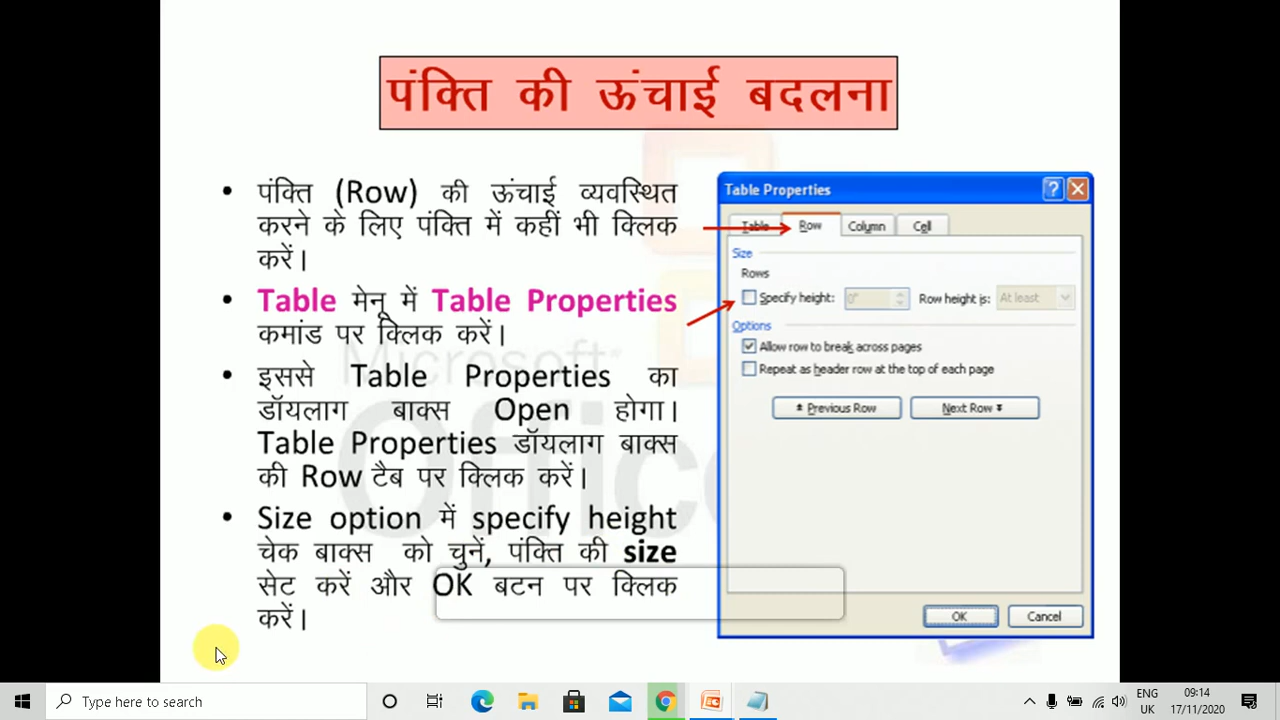 पंक्ति की ऊंचाई बदलना
• पंक्ति (Row) की ऊंचाई व्यवस्थित
करने के लिए पंक्ति में कहीं भी क्लिक
करें।
• Table मेनू में Table Properties
कमांड पर क्लिक करें।
• इससे Table Properties का
डॉयलाग बाक्स Open होगा।
Table Properties डॉयलाग बाक्स
की Row टैब पर क्लिक करें।
• Size option में specify height
चेक बाक्स को चुनें, पंक्ति की size
सेट करें और OK बटन पर क्लिक
करें।
Microsoft
Office
Table Properties
Table Row Column Cell
Size
Rows
Specify height: 0" Row height is: At least
Options
Allow row to break across pages
Repeat as header row at the top of each page
Previous Row Next Row
OK Cancel
Type here to search
ENG 09:14
UK 17/11/2020